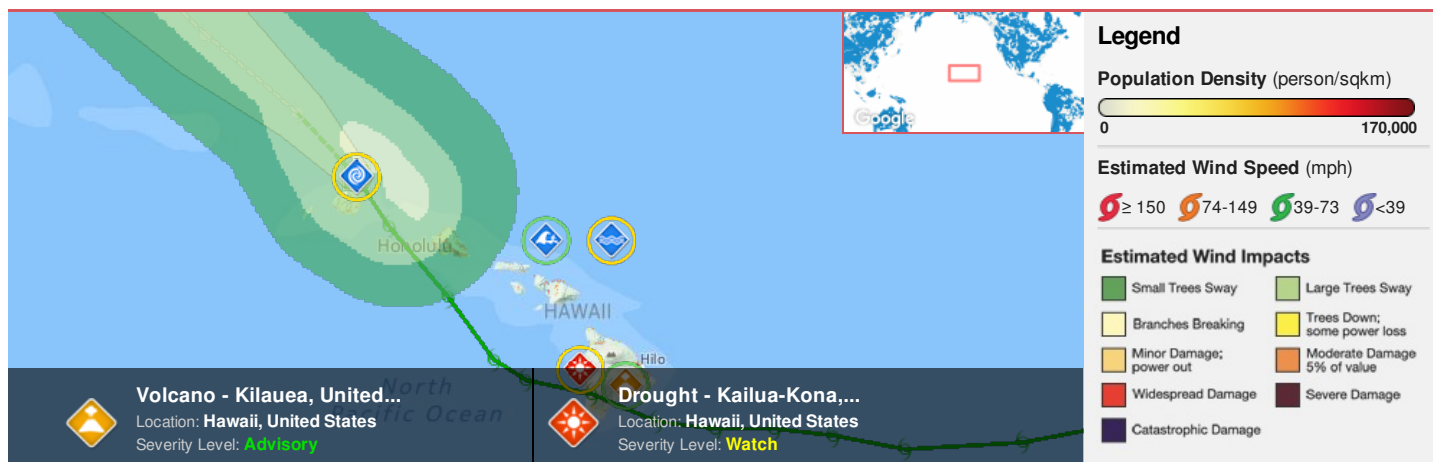 Honolulu
HAWAII
Hilo
North
Pacific Ocean
Google
Volcano - Kilauea, United...
Location: Hawaii, United States
Severity Level: Advisory
Drought - Kailua-Kona,...
Location: Hawaii, United States
Severity Level: Watch
Legend
Population Density (person/sqkm)
0 170,000
Estimated Wind Speed (mph)
≥ 150 74-149 39-73 <39
Estimated Wind Impacts
Small Trees Sway
Large Trees Sway
Branches Breaking
Trees Down;
some power loss
Minor Damage;
power out
Moderate Damage
5% of value
Widespread Damage
Severe Damage
Catastrophic Damage